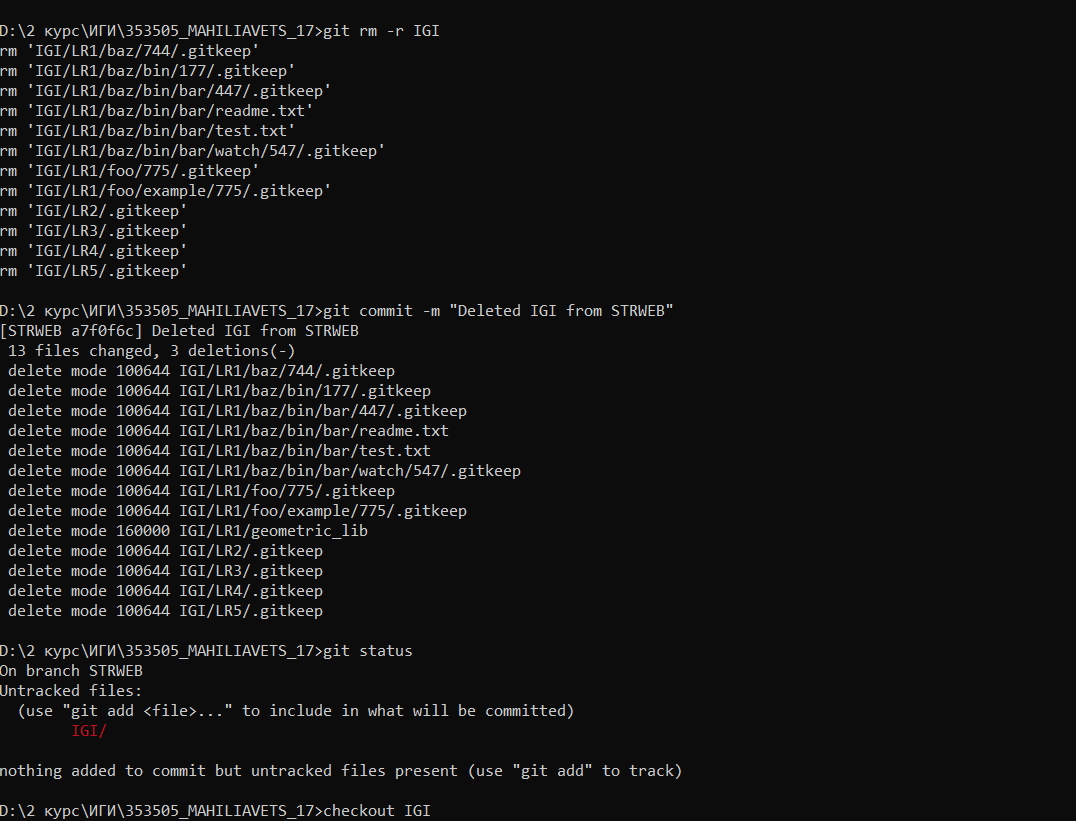 D:\2 курс\ИГИ\353505_MAHILIAVETS_17>git rm -r IGI
rm 'IGI/LR1/baz/744/.gitkeep'
rm 'IGI/LR1/baz/bin/177/.gitkeep'
rm 'IGI/LR1/baz/bin/bar/447/.gitkeep'
rm 'IGI/LR1/baz/bin/bar/readme.txt'
rm 'IGI/LR1/baz/bin/bar/test.txt'
rm 'IGI/LR1/baz/bin/bar/watch/547/.gitkeep'
rm 'IGI/LR1/foo/775/.gitkeep'
rm 'IGI/LR1/foo/example/775/.gitkeep'
rm 'IGI/LR2/.gitkeep'
rm 'IGI/LR3/.gitkeep'
rm 'IGI/LR4/.gitkeep'
rm 'IGI/LR5/.gitkeep'
D:\2 курс\ИГИ\353505_MAHILIAVETS_17>git commit -m "Deleted IGI from STRWEB"
[STRWEB a7f0f6c] Deleted IGI from STRWEB
 13 files changed, 3 deletions(-)
 delete mode 100644 IGI/LR1/baz/744/.gitkeep
 delete mode 100644 IGI/LR1/baz/bin/177/.gitkeep
 delete mode 100644 IGI/LR1/baz/bin/bar/447/.gitkeep
 delete mode 100644 IGI/LR1/baz/bin/bar/readme.txt
 delete mode 100644 IGI/LR1/baz/bin/bar/test.txt
 delete mode 100644 IGI/LR1/baz/bin/bar/watch/547/.gitkeep
 delete mode 100644 IGI/LR1/foo/775/.gitkeep
 delete mode 100644 IGI/LR1/foo/example/775/.gitkeep
 delete mode 160000 IGI/LR1/geometric_lib
 delete mode 100644 IGI/LR2/.gitkeep
 delete mode 100644 IGI/LR3/.gitkeep
 delete mode 100644 IGI/LR4/.gitkeep
 delete mode 100644 IGI/LR5/.gitkeep
D:\2 курс\ИГИ\353505_MAHILIAVETS_17>git status
On branch STRWEB
Untracked files:
  (use "git add <file>..." to include in what will be committed)
        IGI/
nothing added to commit but untracked files present (use "git add" to track)
D:\2 курс\ИГИ\353505_MAHILIAVETS_17>checkout IGI